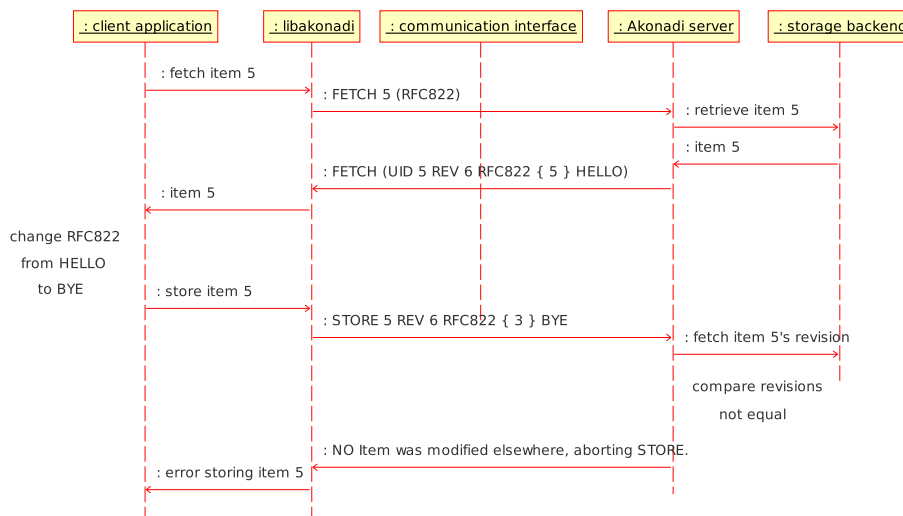 : client application
: libakonadi
: communication interface
: Akonadi server
: storage backend
: fetch item 5
: FETCH 5 (RFC822)
: retrieve item 5
: item 5
: FETCH (UID 5 REV 6 RFC822 { 5 } HELLO)
: item 5
change RFC822
from HELLO
to BYE
: store item 5
: STORE 5 REV 6 RFC822 { 3 } BYE
: fetch item 5's revision
compare revisions
not equal
: NO Item was modified elsewhere, aborting STORE.
: error storing item 5